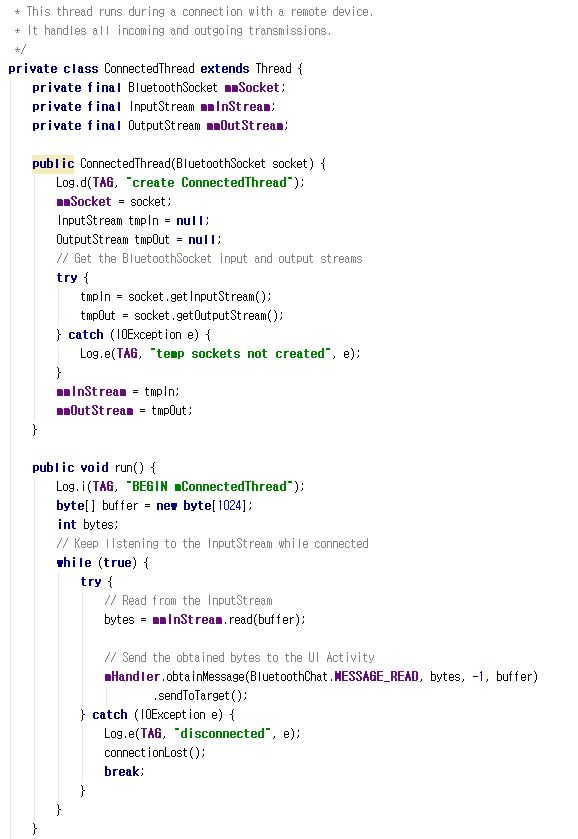 * This thread runs during a connection with a remote device.
* It handles all incoming and outgoing transmissions.
*/
private class ConnectedThread extends Thread {
private final BluetoothSocket mmSocket;
private final InputStream mmInStream;
private final OutputStream mmOutStream;
public ConnectedThread(BluetoothSocket socket) {
Log.d(TAG, "create ConnectedThread");
mmSocket = socket;
InputStream tmpIn = null;
OutputStream tmpOut = null;
// Get the BluetoothSocket input and output streams
try {
tmpIn = socket.getInputStream();
tmpOut = socket.getOutputStream();
} catch (IOException e) {
Log.e(TAG, "temp sockets not created", e);
}
mmInStream = tmpIn;
mmOutStream = tmpOut;
}
public void run() {
Log.i(TAG, "BEGIN mConnectedThread");
byte[] buffer = new byte[1024];
int bytes;
// Keep listening to the InputStream while connected
while (true) {
try {
// Read from the InputStream
bytes = mmInStream.read(buffer);
// Send the obtained bytes to the UI Activity
mHandler.obtainMessage(BluetoothChat.MESSAGE_READ, bytes, -1, buffer)
.sendToTarget();
} catch (IOException e) {
Log.e(TAG, "disconnected", e);
connectionLost();
break;
}
}
}